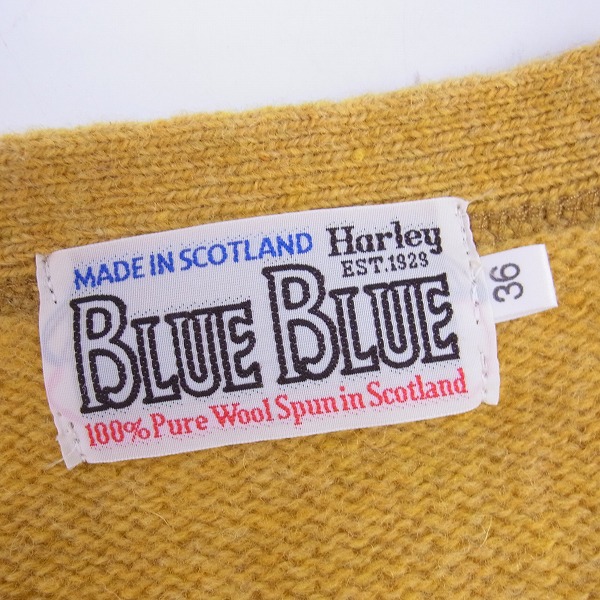 MADE IN SCOTLAND Harley
EST.1929
BLUE BLUE
100% Pure Wool Spun in Scotland
36